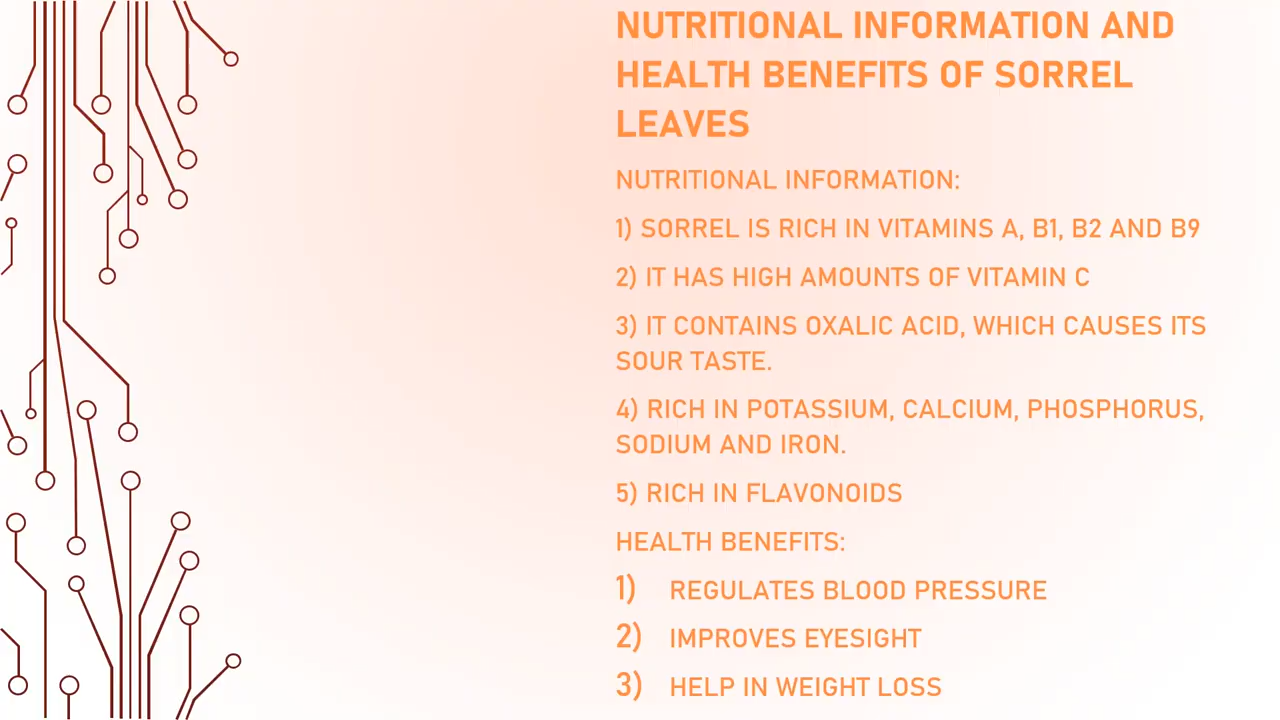 NUTRITIONAL INFORMATION AND
HEALTH BENEFITS OF SORREL
LEAVES
NUTRITIONAL INFORMATION:
1) SORREL IS RICH IN VITAMINS A, B1, B2 AND B9
2) IT HAS HIGH AMOUNTS OF VITAMIN C
3) IT CONTAINS OXALIC ACID, WHICH CAUSES ITS
SOUR TASTE.
4) RICH IN POTASSIUM, CALCIUM, PHOSPHORUS,
SODIUM AND IRON.
5) RICH IN FLAVONOIDS
HEALTH BENEFITS:
1) REGULATES BLOOD PRESSURE
2) IMPROVES EYESIGHT
3) HELP IN WEIGHT LOSS